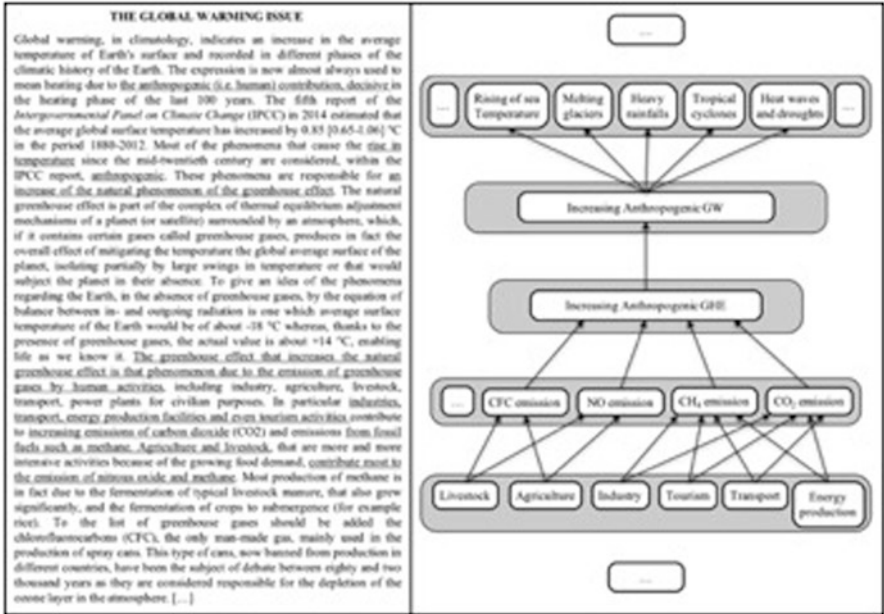 THE GLOBAL WARMING ISSUE
Global warming, in climatology, indicates an increase in the average
temperature of Earth's surface and recorded in different phases of the
climatic history of the Earth. The expression is now almost always used to
mean heating due to the anthropogenic (i.e. human) contribution, decisive in
the heating phase of the last 100 years. The fifth report of the
Intergovernmental Panel on Climate Change (IPCC) in 2014 estimated that
the average global surface temperature has increased by 0.85 [0.65-1.06] °C
in the period 1880-2012. Most of the phenomena that cause the rise in
temperature since the mid-twentieth century are considered, within the
IPCC report, anthropogenic. These phenomena are responsible for an
increase of the natural phenomenon of the greenhouse effect. The natural
greenhouse effect is part of the complex of thermal equilibrium adjustment
mechanisms of a planet (or satellite) surrounded by an atmosphere, which,
if it contains certain gases called greenhouse gases, produces in fact the
overall effect of mitigating the temperature the global average surface of the
planet, isolating partially by large swings in temperature or that would
subject the planet in their absence. To give an idea of the phenomena
regarding the Earth, in the absence of greenhouse gases, by the equation of
balance between in- and outgoing radiation is one which average surface
temperature of the Earth would be of about -18 °C whereas, thanks to the
presence of greenhouse gases, the actual value is about +14 °C, enabling
life as we know it. The greenhouse effect that increases the natural
greenhouse effect is that phenomenon due to the emission of greenhouse
gases by human activities, including industry, agriculture, livestock,
transport, power plants for civilian purposes. In particular industries,
transport, energy production facilities and even tourism activities contribute
to increasing emissions of carbon dioxide (CO2) and emissions from fossil
fuels such as methane. Agriculture and livestock, that are more and more
intensive activities because of the growing food demand, contribute most to
the emission of nitrous oxide and methane. Most production of methane is
in fact due to the fermentation of typical livestock manure, that also grew
significantly, and the fermentation of crops to submergence (for example
rice). To the list of greenhouse gases should be added the
chlorofluorocarbons (CFC), the only man-made gas, mainly used in the
production of spray cans. This type of cans, now banned from production in
different countries, have been the subject of debate between eighty and two
thousand years as they are considered responsible for the depletion of the
ozone layer in the atmosphere. [...]
...
...
Rising of sea
Temperature
Melting
glaciers
Heavy
rainfalls
Tropical
cyclones
Heat waves
and droughts
...
Increasing Anthropogenic GW
Increasing Anthropogenic GHE
...
CFC emission
NO emission
CH4 emission
CO2 emission
Livestock
Agriculture
Industry
Tourism
Transport
Energy
production
...